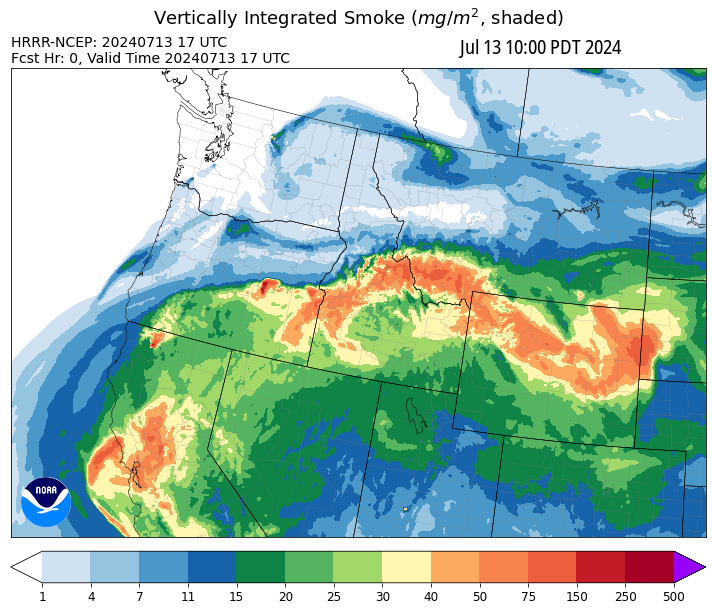 Vertically Integrated Smoke (mg/m², shaded)
HRRR-NCEP: 20240713 17 UTC
Jul 13 10:00 PDT 2024
Fcst Hr: 0, Valid Time 20240713 17 UTC
NOAA
1 4 7 11 15 20 25 30 40 50 75 150 250 500